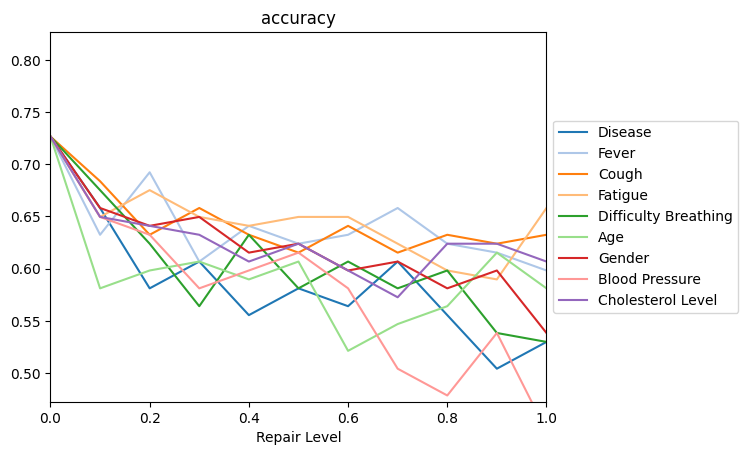 accuracy
0.80
0.75
0.70
0.65
0.60
0.55
0.50
0.0 0.2 0.4 0.6 0.8 1.0
Repair Level
Disease
Fever
Cough
Fatigue
Difficulty Breathing
Age
Gender
Blood Pressure
Cholesterol Level